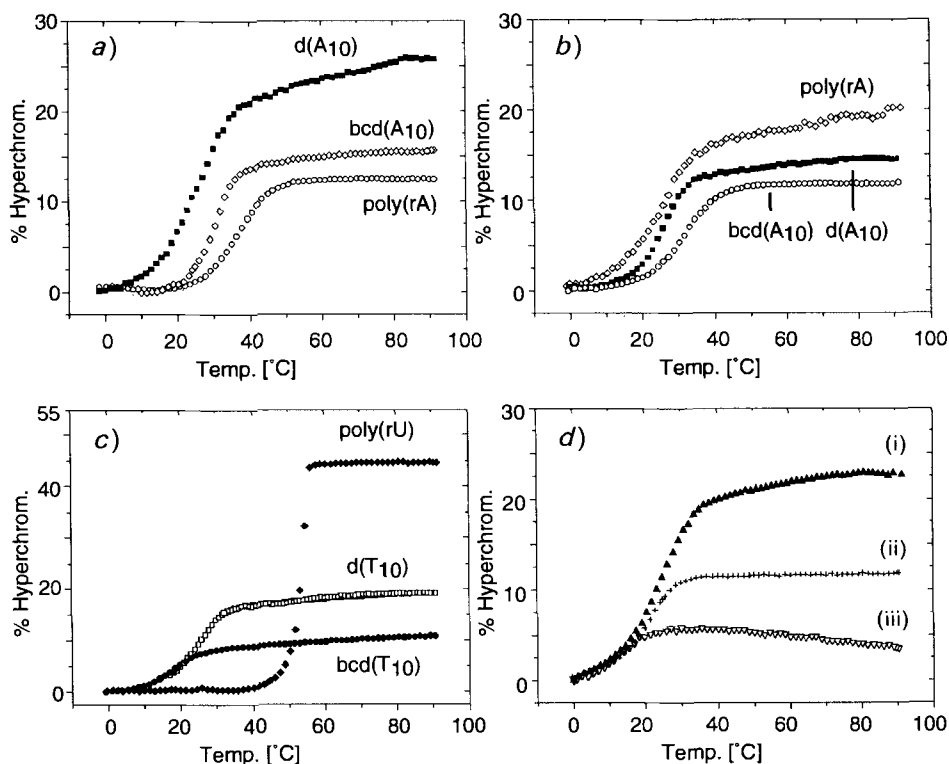 a)
d(A10)
bcd(A10)
poly(rA)
% Hyperchrom.
30
20
10
0
0 20 40 60 80 100
Temp. [˚C]
b)
poly(rA)
bcd(A10) d(A10)
% Hyperchrom.
30
20
10
0
0 20 40 60 80 100
Temp. [˚C]
c)
poly(rU)
d(T10)
bcd(T10)
% Hyperchrom.
55
40
20
0
0 20 40 60 80 100
Temp. [˚C]
d)
(i)
(ii)
(iii)
% Hyperchrom.
30
20
10
0
0 20 40 60 80 100
Temp. [˚C]